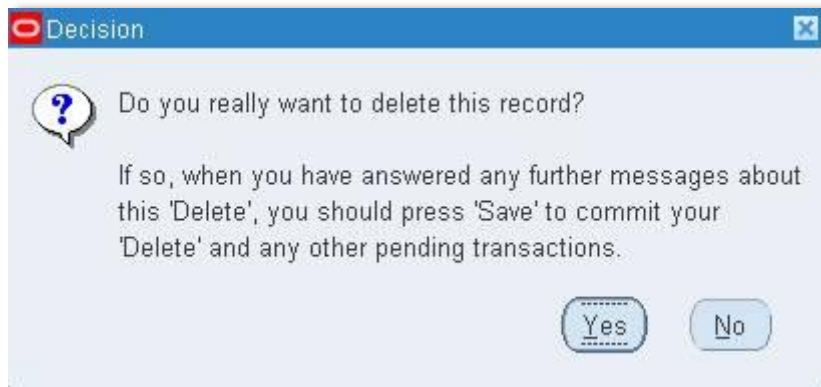 Decision
Do you really want to delete this record?
If so, when you have answered any further messages about
this 'Delete', you should press 'Save' to commit your
'Delete' and any other pending transactions.
Yes No